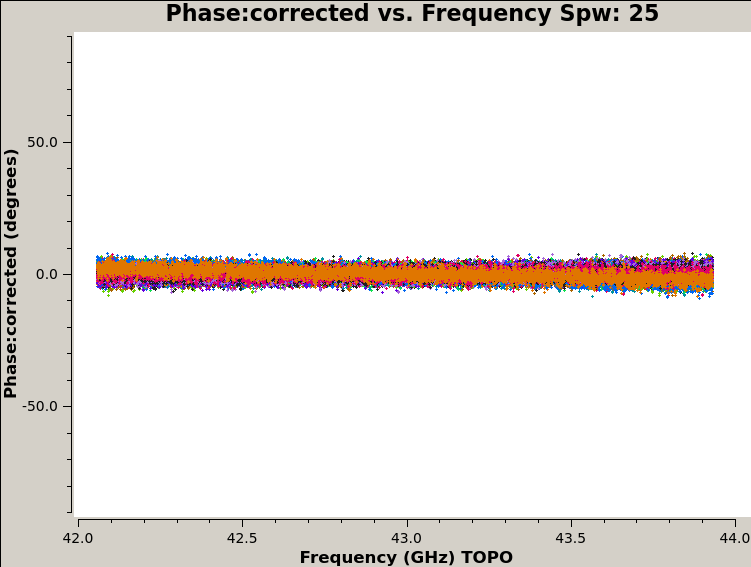 Phase:corrected vs. Frequency Spw: 25
Phase:corrected (degrees)
50.0
0.0
-50.0
42.0 42.5 43.0 43.5 44.0
Frequency (GHz) TOPO